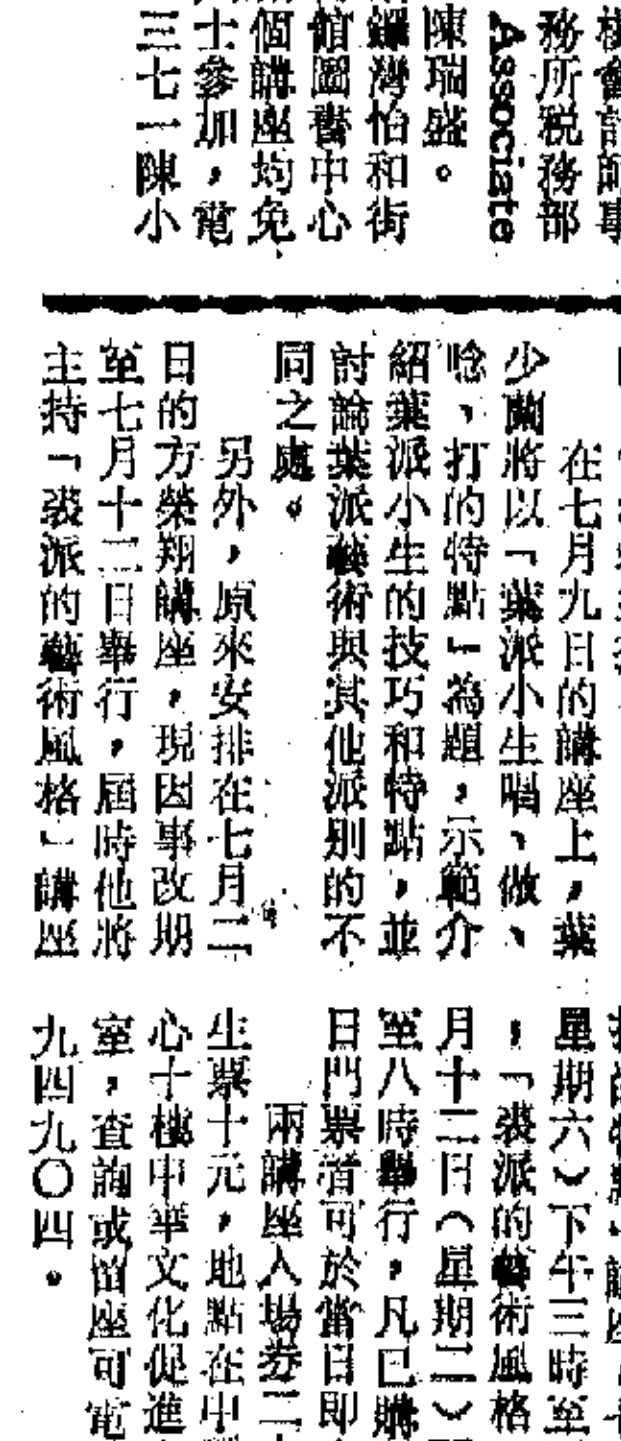 務所稅務部
Associate
陳瑞盛。
灣怡和街
館圖書中心
個講座均免
士參加，電
三七一陳小
在七月九日的講座上，葉
少蘭將以「葉派小生唱、做、
唸、打的特點」為題，示範介
紹葉派小生的技巧和特點，並
討論葉派藝術與其他派別的不
同之處。
另外，原來安排在七月二
日的方榮翔講座，現因事改期
至七月十二日舉行，屆時他將
主持「裘派的藝術風格」講座
星期六）下午三時至
，「裘派的藝術風格
月十二日（星期二）
至八時舉行，凡已購
日門票者可於當日即
兩講座入場券二
生票十元，地點在中
心十樓中華文化促進
室，查詢或留座可電
九四九〇四。